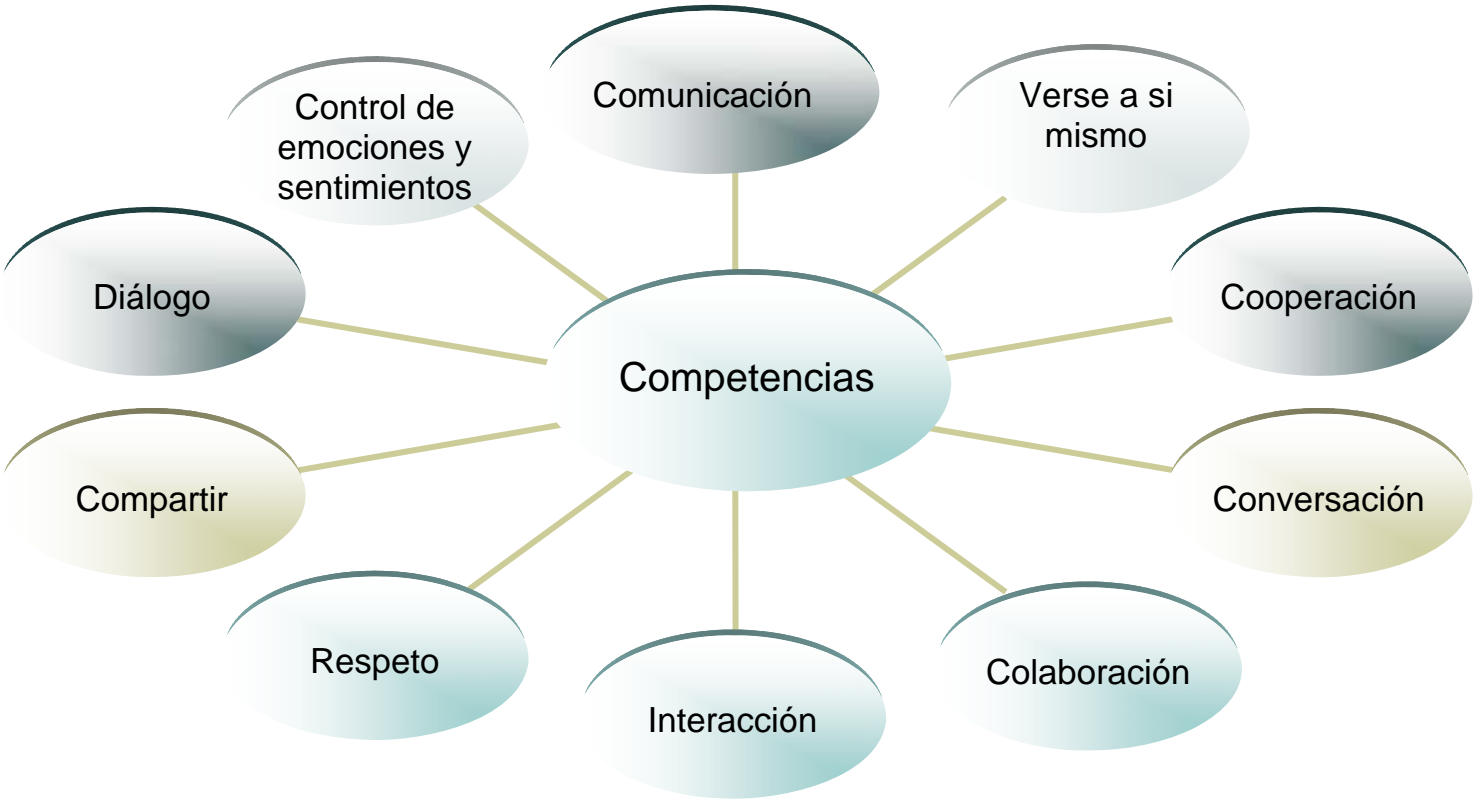 Comunicación
Verse a si
mismo
Control de
emociones y
sentimientos
Diálogo
Cooperación
Competencias
Compartir
Conversación
Respeto
Colaboración
Interacción